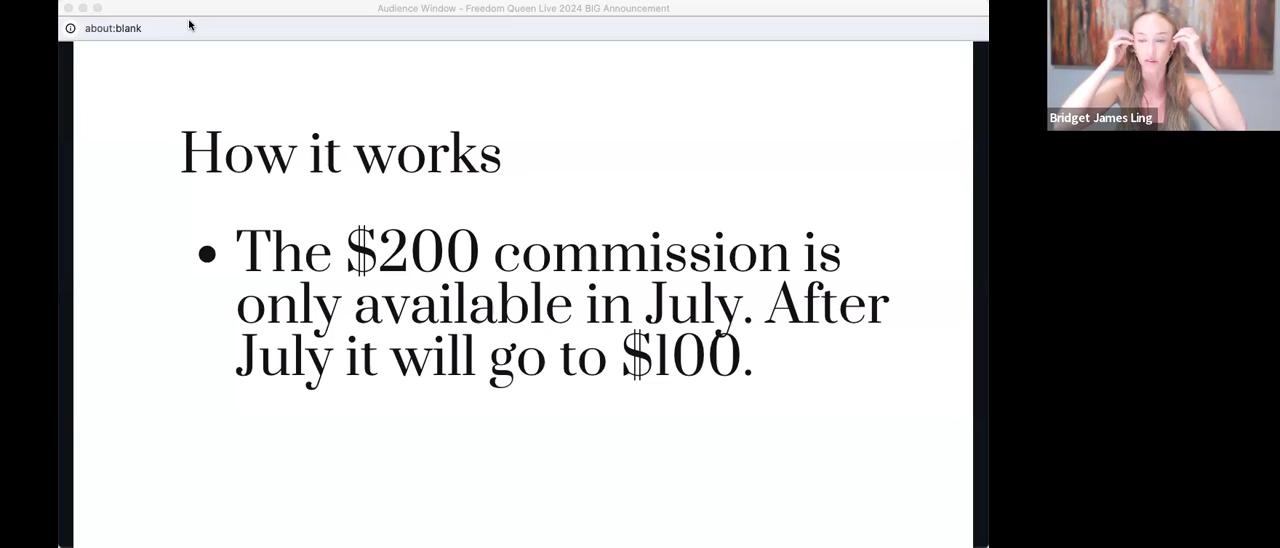 Audience Window - Freedom Queen Live 2024 BIG Announcement
about:blank
Bridget James Ling
How it works
• The $200 commission is
only available in July. After
July it will go to $100.